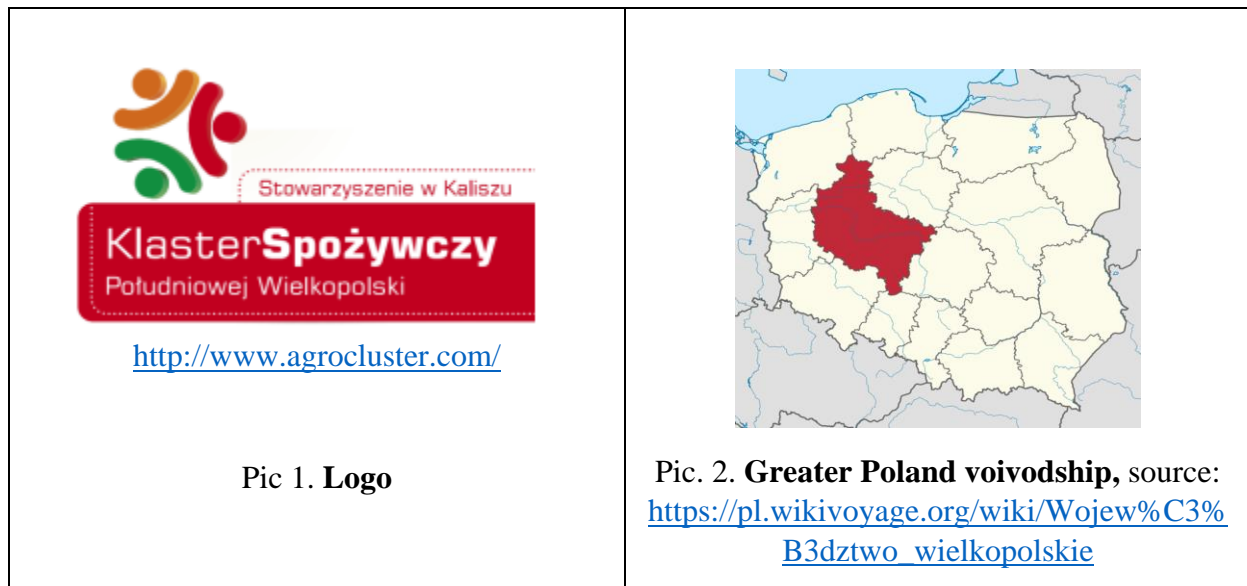 Stowarzyszenie w Kaliszu
KlasterSpożywczy
Południowej Wielkopolski
http://www.agrocluster.com/
Pic 1. Logo
Pic. 2. Greater Poland voivodship, source:
https://pl.wikivoyage.org/wiki/Wojew%C3%
B3dztwo_wielkopolskie